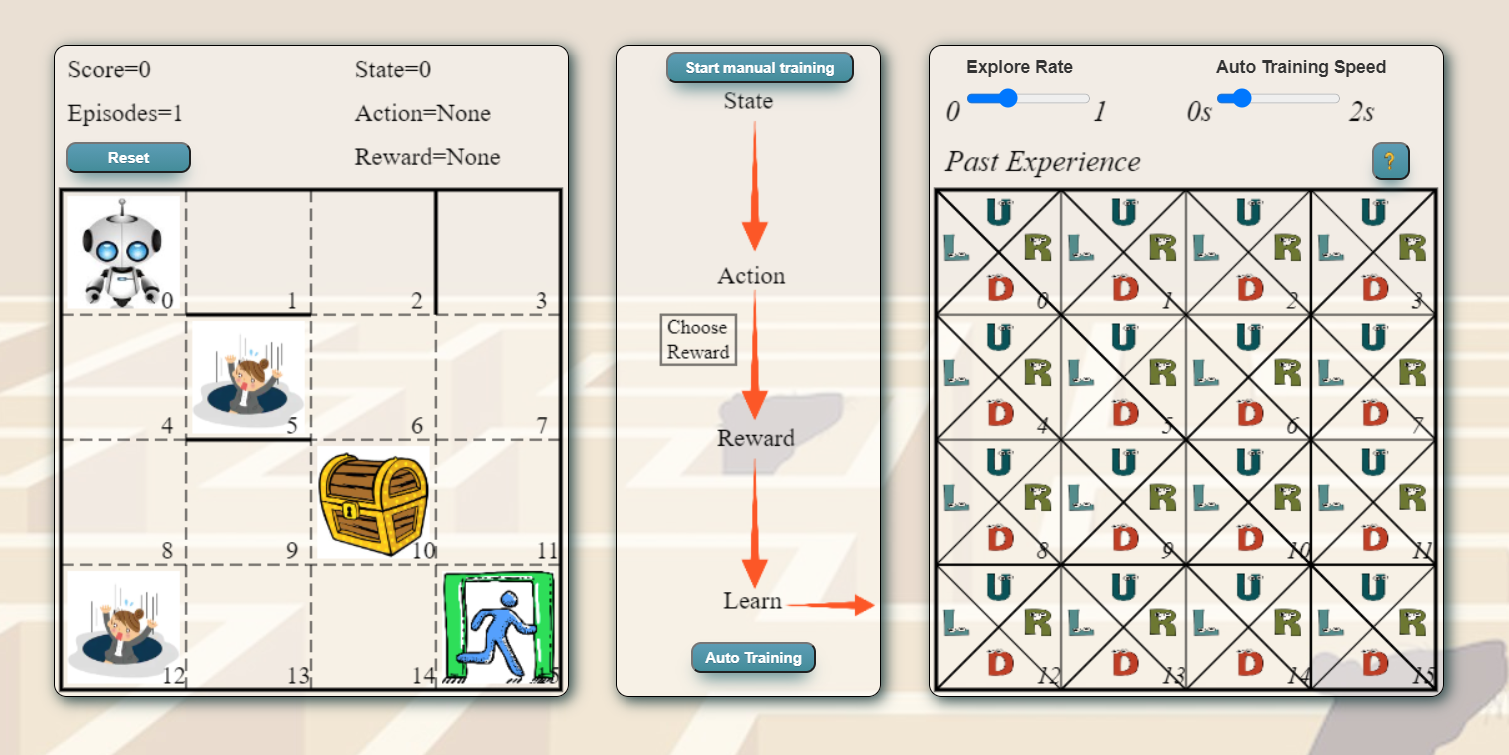 Score=0
State=0
Episodes=1
Action=None
Reset
Reward=None
0
1
2
3
4
5
6
7
8
9
10
11
12
13
14
15
Start manual training
State
Action
Choose
Reward
Reward
Learn
Auto Training
Explore Rate
Auto Training Speed
0
1
0s
2s
Past Experience
?
U U U U
L R L R L R L R
D 0 D 1 D 2 D 3
U U U U
L R L R L R L R
D 4 D 5 D 6 D 7
U U U U
L R L R L R L R
D 8 D 9 D 10 D 11
U U U U
L R L R L R L R
D 12 D 13 D 14 D 15